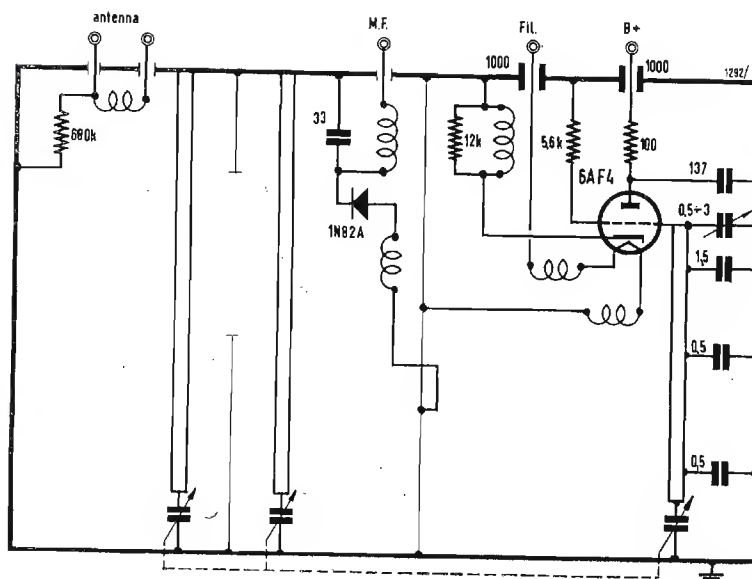 antenna
M.F.
Fil.
B+
1000
1000
1292/
680k
33
12k
5,6k
100
6AF4
137
0,5÷3
1N82A
1,5
0,5
0,5